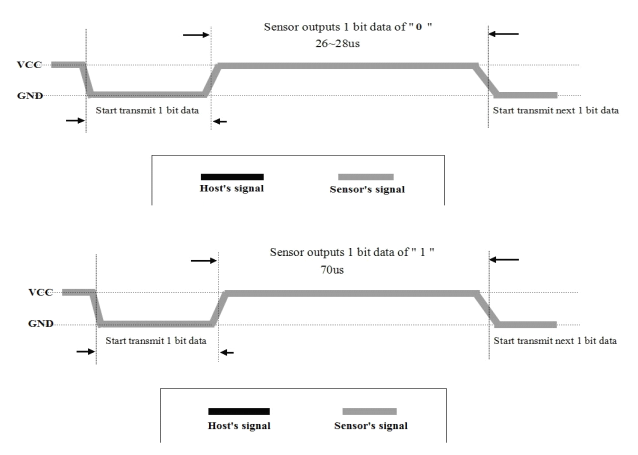 Sensor outputs 1 bit data of " 0 "
26~28us
VCC
GND
Start transmit 1 bit data
Start transmit next 1 bit data
Host's signal
Sensor's signal
Sensor outputs 1 bit data of " 1 "
70us
VCC
GND
Start transmit 1 bit data
Start transmit next 1 bit data
Host's signal
Sensor's signal